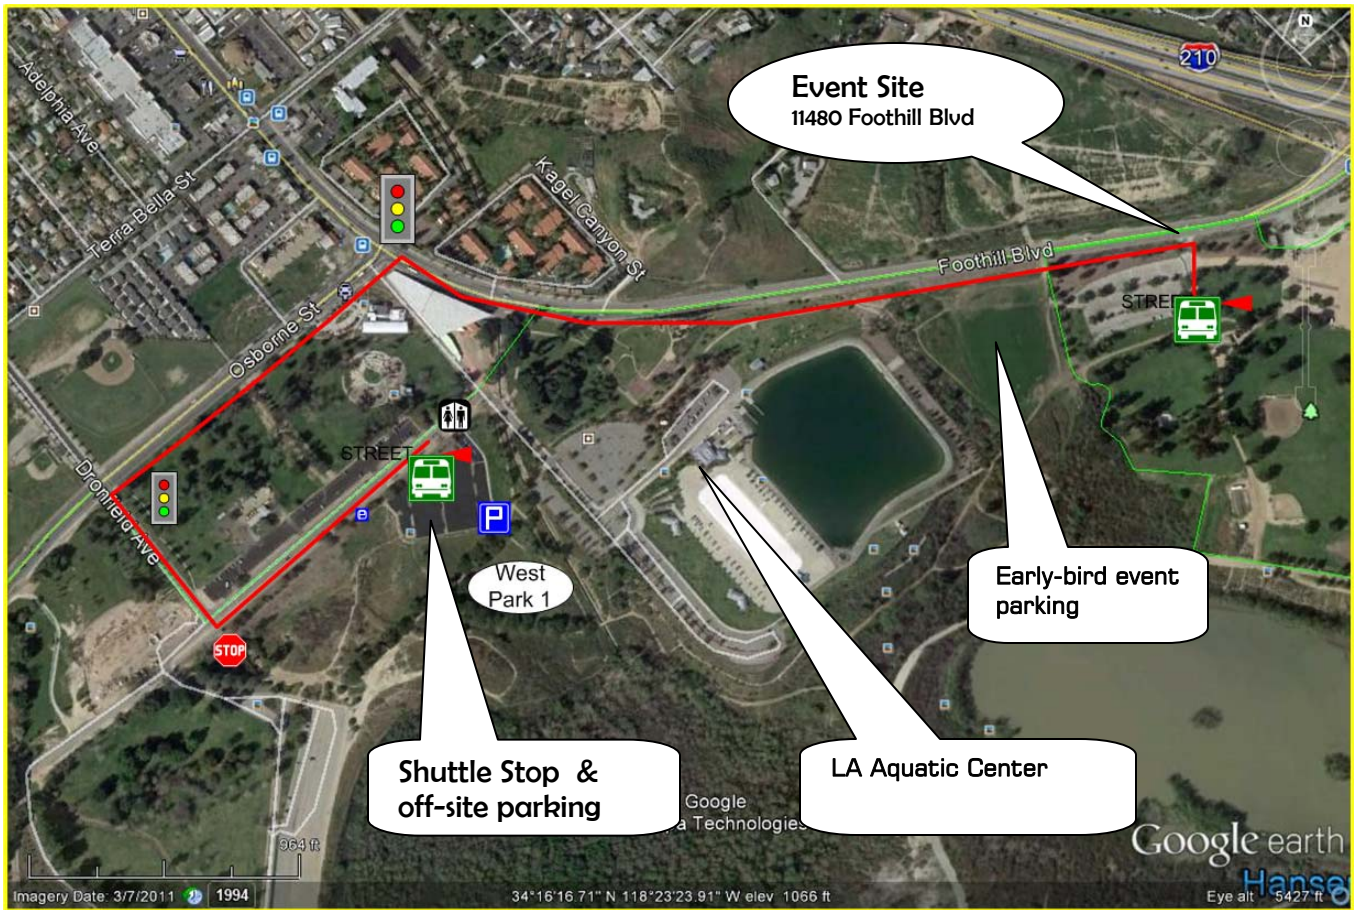 N
210
Event Site
11480 Foothill Blvd
Adelphia Ave
Terra Bella St
Kagel Canyon St
Foothill Blvd
STREE
Osborne St
STREET
Dronfield Ave
P
West
Park 1
STOP
Early-bird event
parking
Shuttle Stop &
off-site parking
LA Aquatic Center
Google
a Technologies
964 ft
Google earth
Imagery Date: 3/7/2011 1994
34°16'16.71" N 118°23'23.91" W elev 1066 ft
Eye alt 5427 ft
Hanse